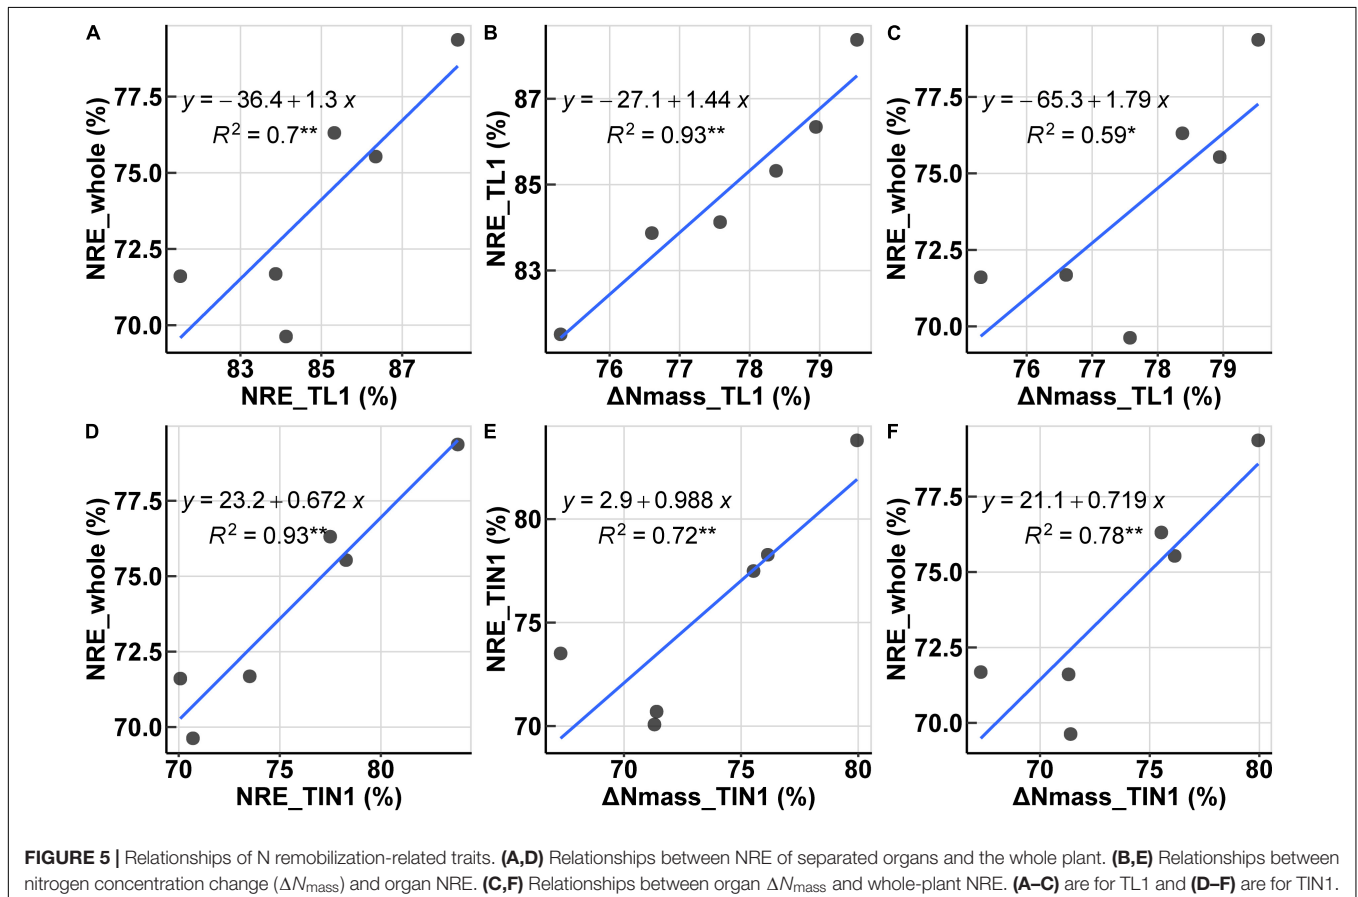 A
NRE_whole (%)
77.5
75.0
72.5
70.0
y = −36.4+1.3 x
R² = 0.7**
83 85 87
NRE_TL1 (%)
B
NRE_TL1 (%)
87
85
83
y = −27.1+1.44 x
R² = 0.93**
76 77 78 79
ΔNmass_TL1 (%)
C
NRE_whole (%)
77.5
75.0
72.5
70.0
y = −65.3+1.79 x
R² = 0.59*
76 77 78 79
ΔNmass_TL1 (%)
D
NRE_whole (%)
77.5
75.0
72.5
70.0
y = 23.2+0.672 x
R² = 0.93**
70 75 80
NRE_TIN1 (%)
E
NRE_TIN1 (%)
80
75
70
y = 2.9+0.988 x
R² = 0.72**
70 75 80
ΔNmass_TIN1 (%)
F
NRE_whole (%)
77.5
75.0
72.5
70.0
y = 21.1+0.719 x
R² = 0.78**
70 75 80
ΔNmass_TIN1 (%)
FIGURE 5 | Relationships of N remobilization-related traits. (A,D) Relationships between NRE of separated organs and the whole plant. (B,E) Relationships between
nitrogen concentration change (ΔNmass) and organ NRE. (C,F) Relationships between organ ΔNmass and whole-plant NRE. (A–C) are for TL1 and (D–F) are for TIN1.